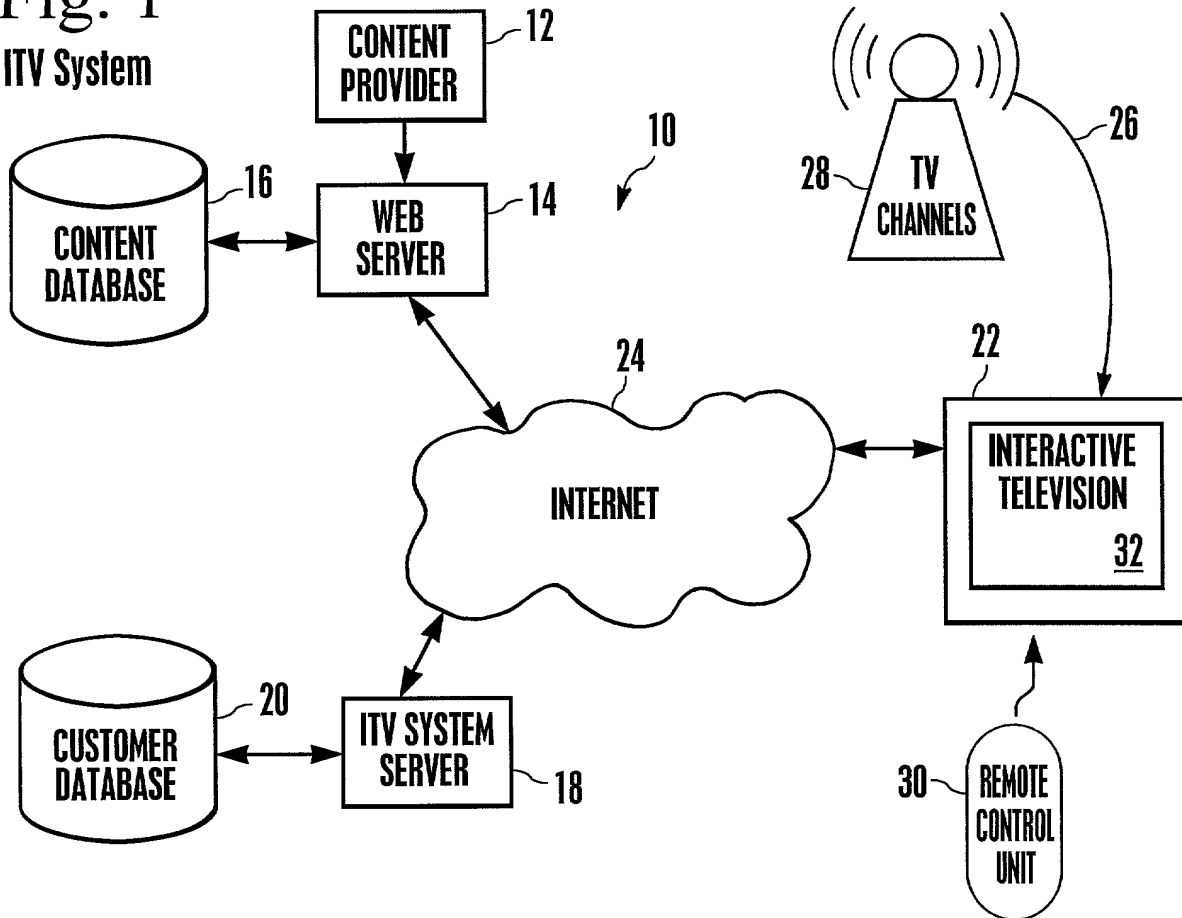 Fig. 1
ITV System
CONTENT
PROVIDER
12
10
26
16
CONTENT
DATABASE
WEB
SERVER
14
28
TV
CHANNELS
24
INTERNET
22
INTERACTIVE
TELEVISION
32
20
CUSTOMER
DATABASE
ITV SYSTEM
SERVER
18
30
REMOTE
CONTROL
UNIT